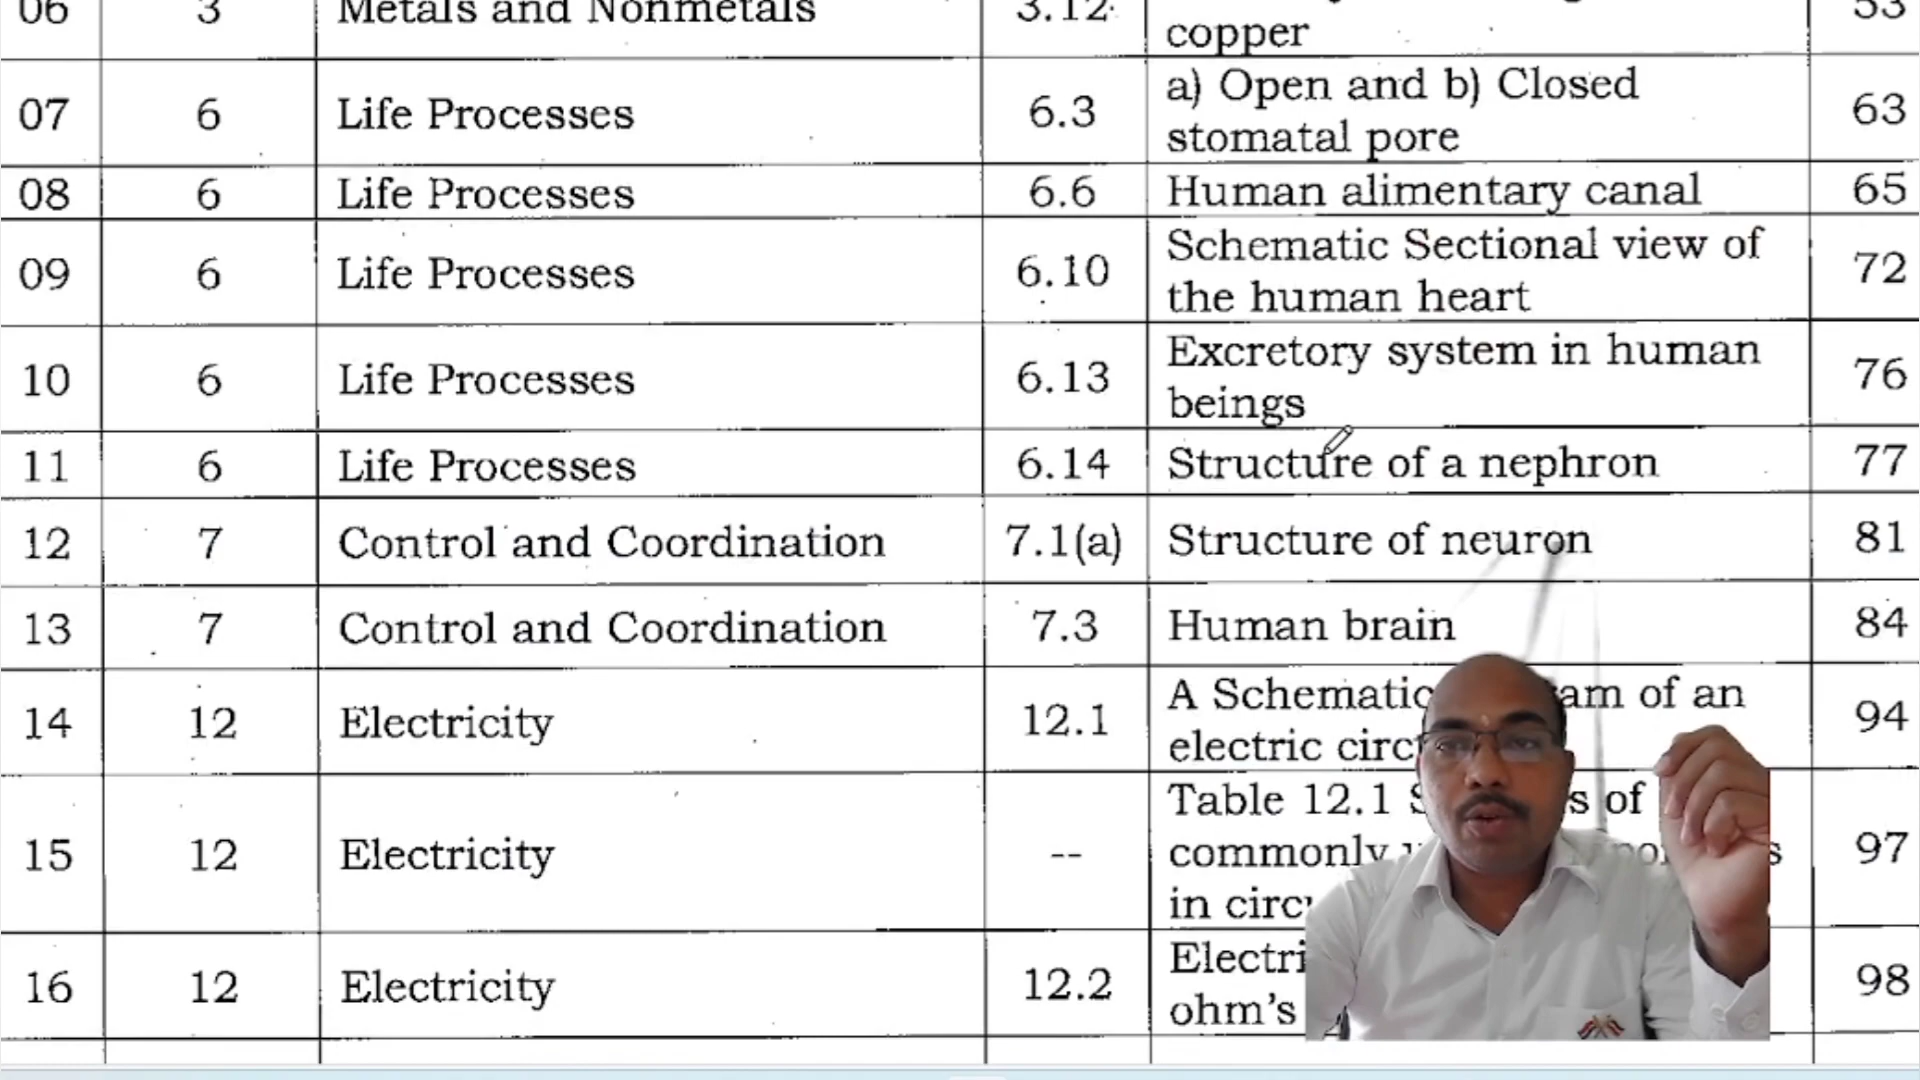 06 3 Metals and Nonmetals 3.12 53
copper
07 6 Life Processes 6.3 a) Open and b) Closed 63
stomatal pore
08 6 Life Processes 6.6 Human alimentary canal 65
09 6 Life Processes 6.10 Schematic Sectional view of 72
the human heart
10 6 Life Processes 6.13 Excretory system in human 76
beings
11 6 Life Processes 6.14 Structure of a nephron 77
12 7 Control and Coordination 7.1(a) Structure of neuron 81
13 7 Control and Coordination 7.3 Human brain 84
14 12 Electricity 12.1 A Schematic am of an 94
electric
15 12 Electricity -- Table 12.1 of 97
commonly
in
16 12 Electricity 12.2 98
ohm's